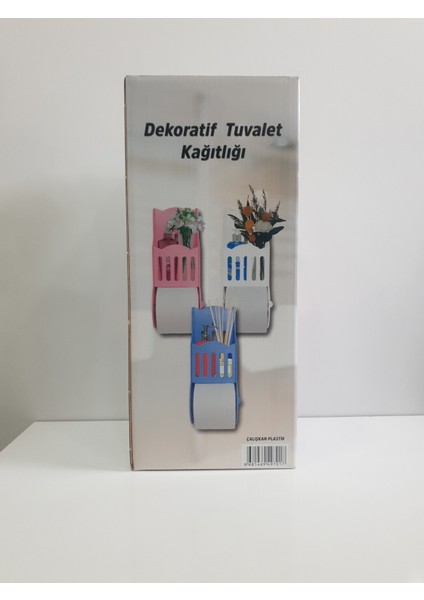 Dekoratif Tuvalet
Kağıtlığı
ÇALIŞKAN PLASTİK